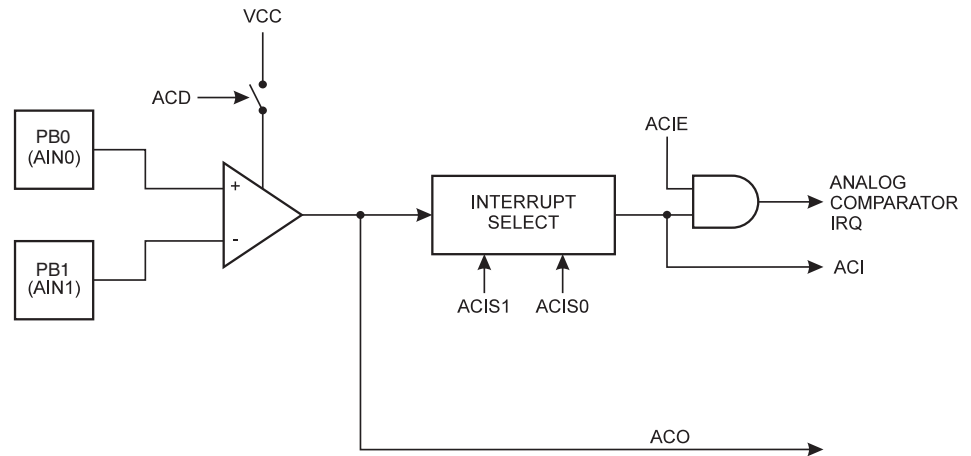 VCC
ACD
PB0
(AIN0)
+
-
PB1
(AIN1)
INTERRUPT
SELECT
ACIS1
ACIS0
ACIE
ANALOG
COMPARATOR
IRQ
ACI
ACO